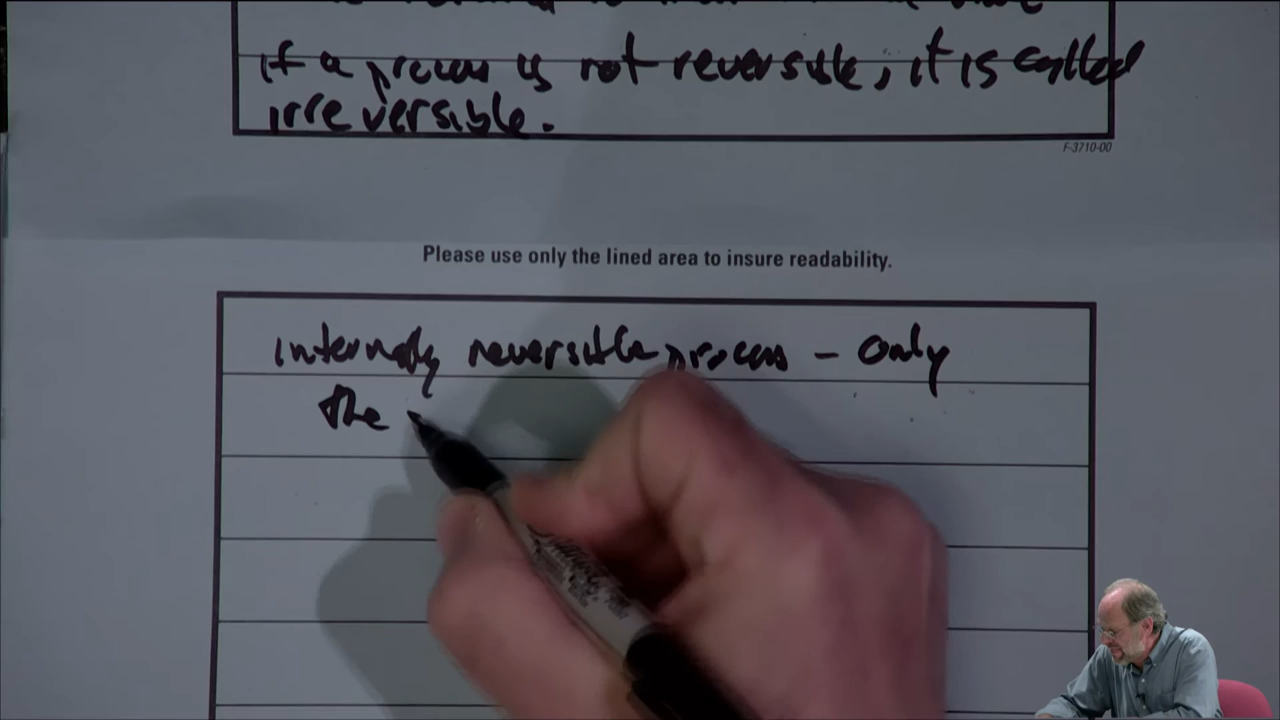 if a process is not reversible, it is called
irreversible.
F-3710-00
Please use only the lined area to insure readability.
internally reversible process – only
the